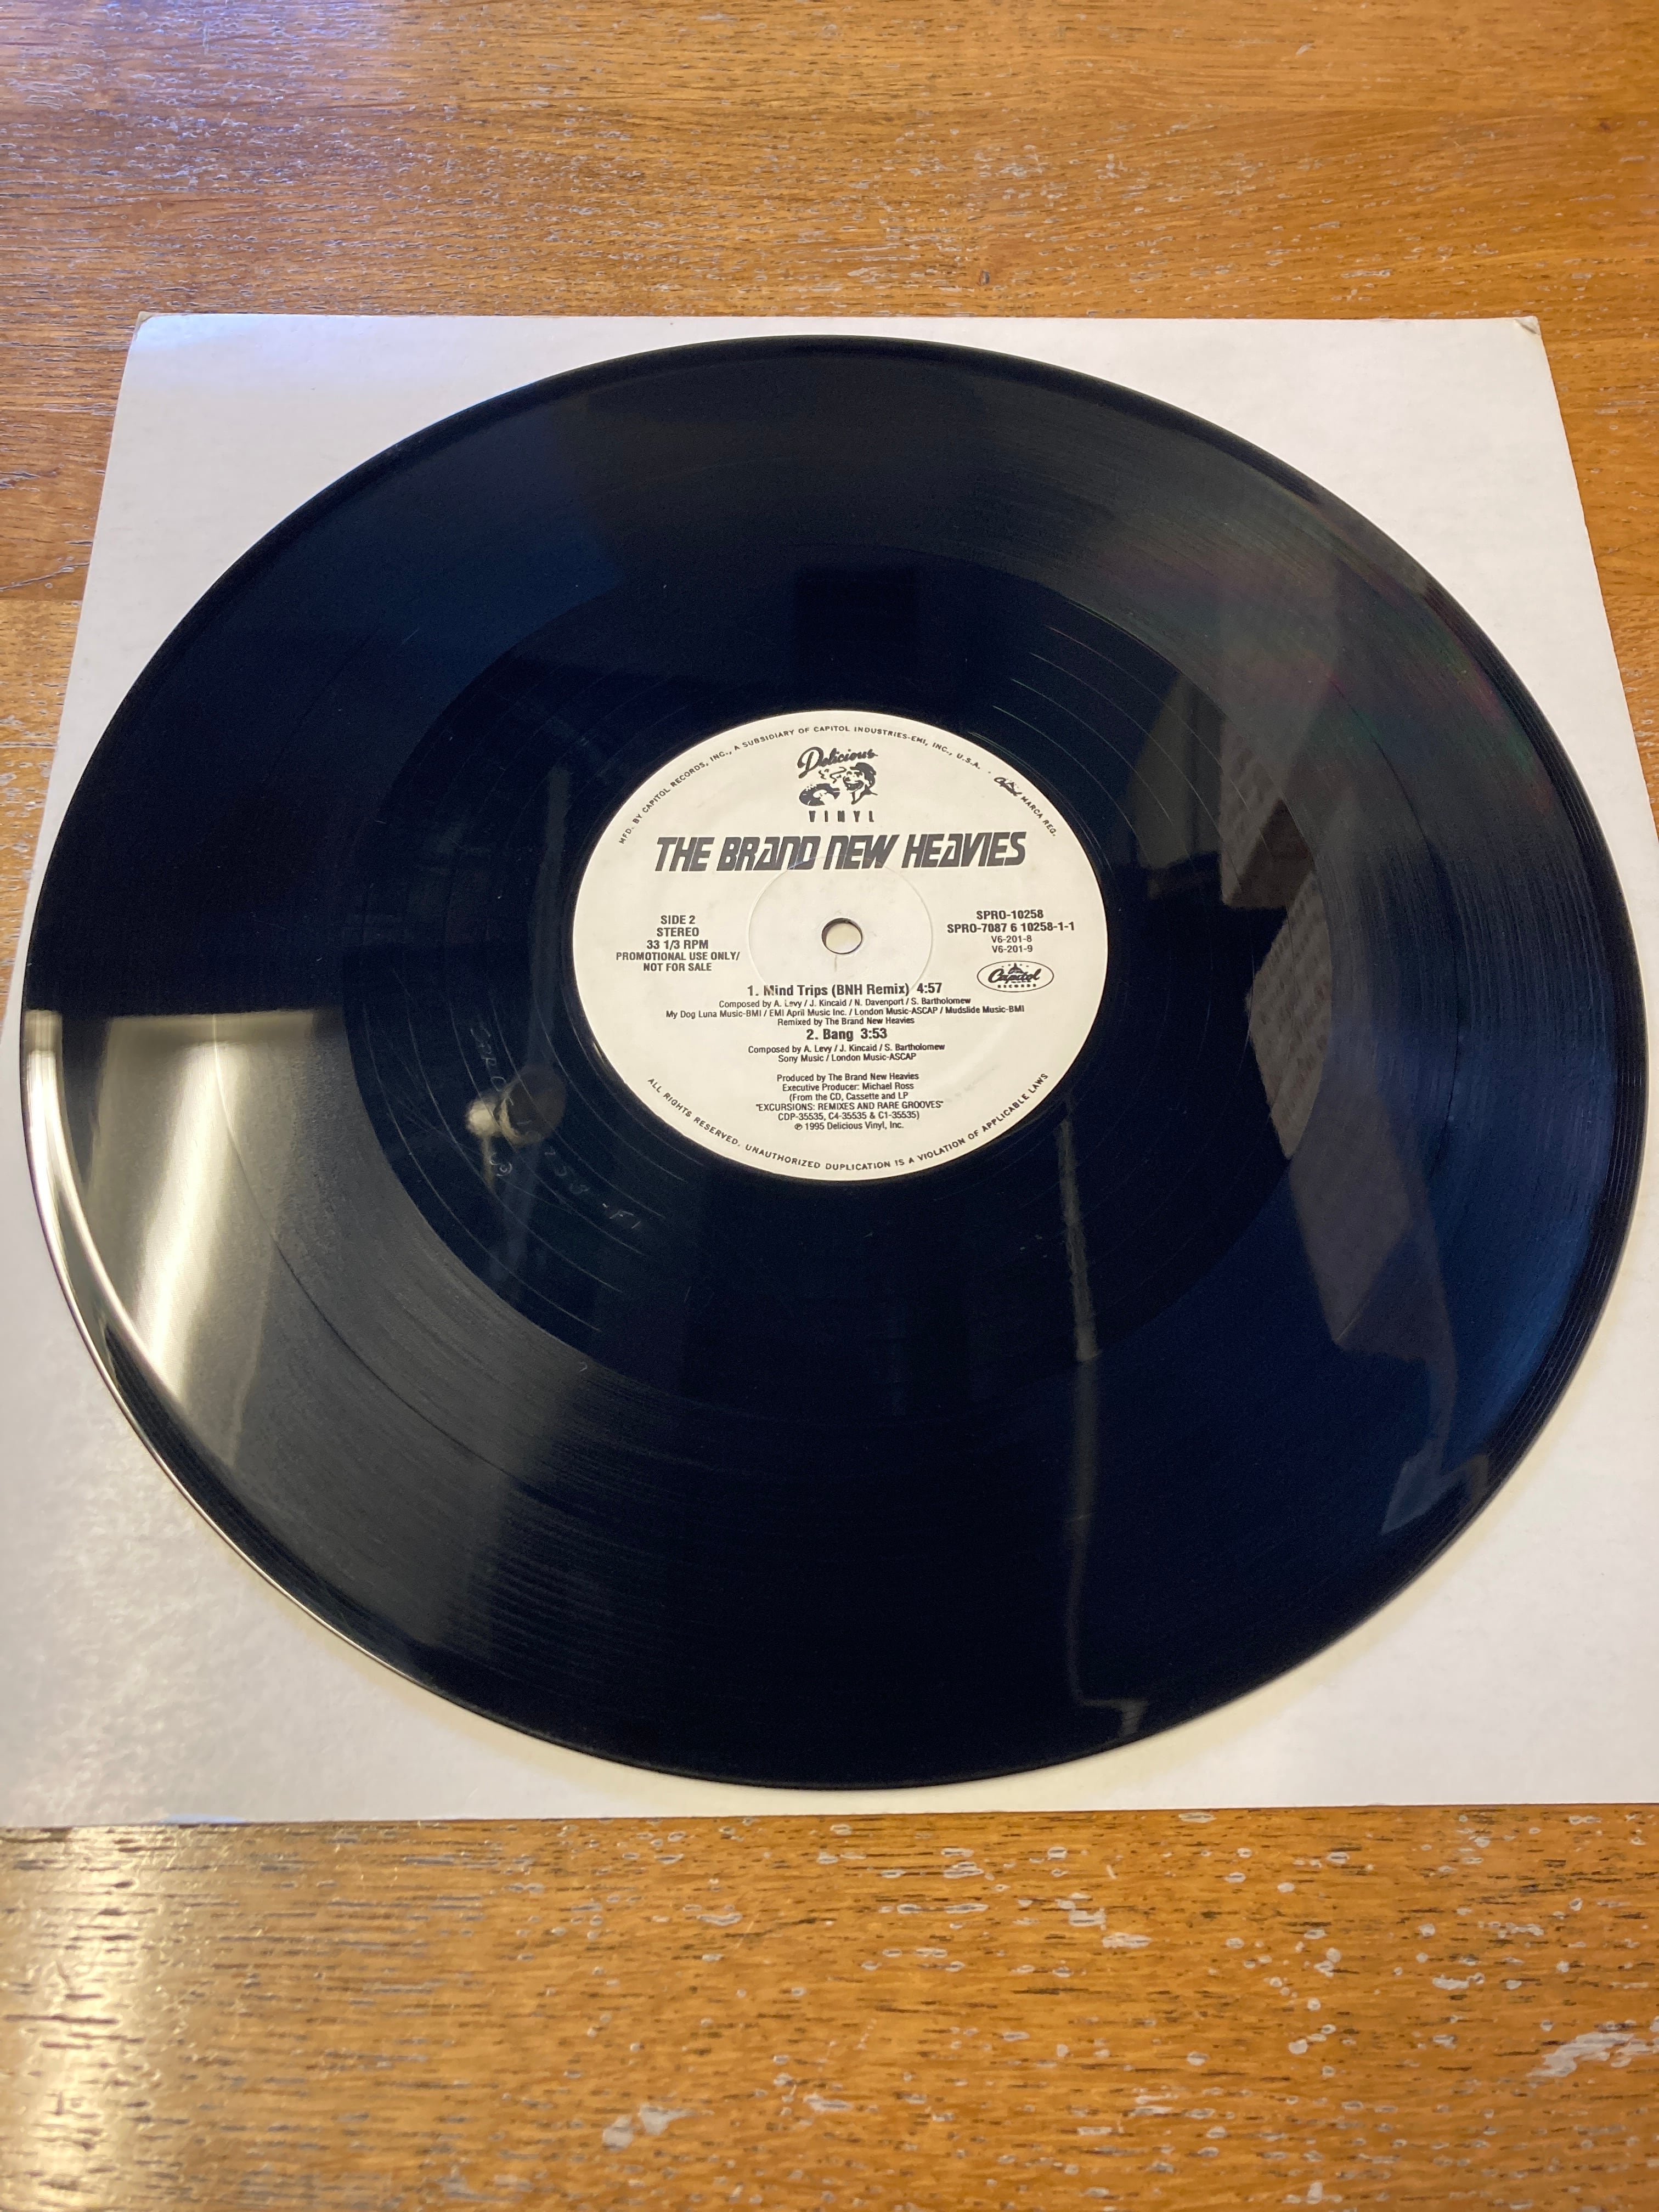 MFD. BY CAPITOL RECORDS, INC., A SUBSIDIARY OF CAPITOL INDUSTRIES-EMI, INC., U.S.A. · Capitol MARCA REG.
Delicious
VINYL
THE BRAND NEW HEAVIES
SIDE 2
STEREO
33 1/3 RPM
PROMOTIONAL USE ONLY/
NOT FOR SALE
SPRO-10258
SPRO-7087 6 10258-1-1
V6-201-8
V6-201-9
Capitol
RECORDS
1. Mind Trips (BNH Remix) 4:57
Composed by A. Levy / J. Kincaid / N. Davenport / S. Bartholomew
My Dog Luna Music-BMI / EMI April Music Inc. / London Music-ASCAP / Mudslide Music-BMI
Remixed by The Brand New Heavies
2. Bang 3:53
Composed by A. Levy / J. Kincaid / S. Bartholomew
Sony Music / London Music-ASCAP
Produced by The Brand New Heavies
Executive Producer: Michael Ross
(From the CD, Cassette and LP
"EXCURSIONS: REMIXES AND RARE GROOVES"
CDP-35535, C4-35535 & C1-35535)
℗ 1995 Delicious Vinyl, Inc.
ALL RIGHTS RESERVED. UNAUTHORIZED DUPLICATION IS A VIOLATION OF APPLICABLE LAWS